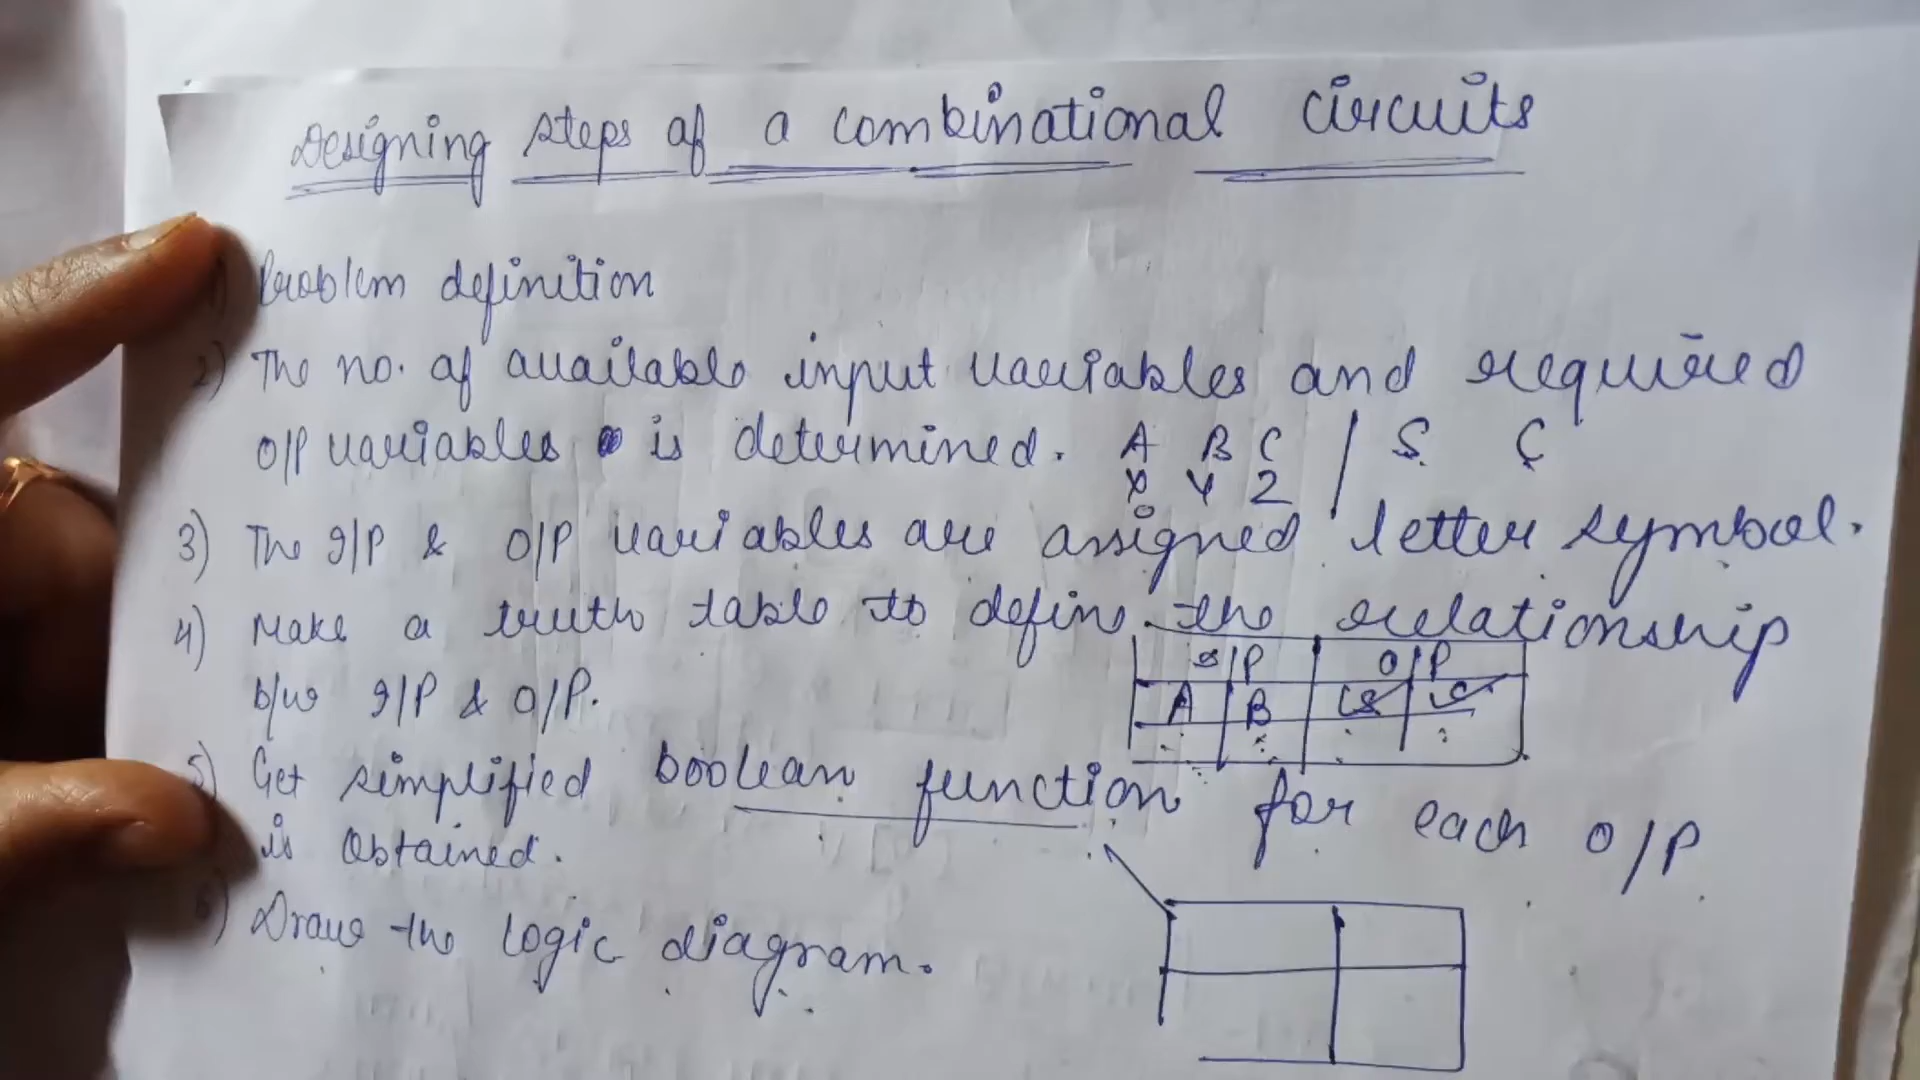 Designing steps of a combinational circuits
1) Problem definition
2) The no. of available input variables and required
O/P variables is determined. A B C / S C
X Y Z
3) The I/P & O/P variables are assigned letter symbol.
4) Make a truth table to define the relationship
b/w I/P & O/P.
I/P O/P
A B S C
5) Get simplified boolean function for each O/P
is obtained.
6) Draw the logic diagram.